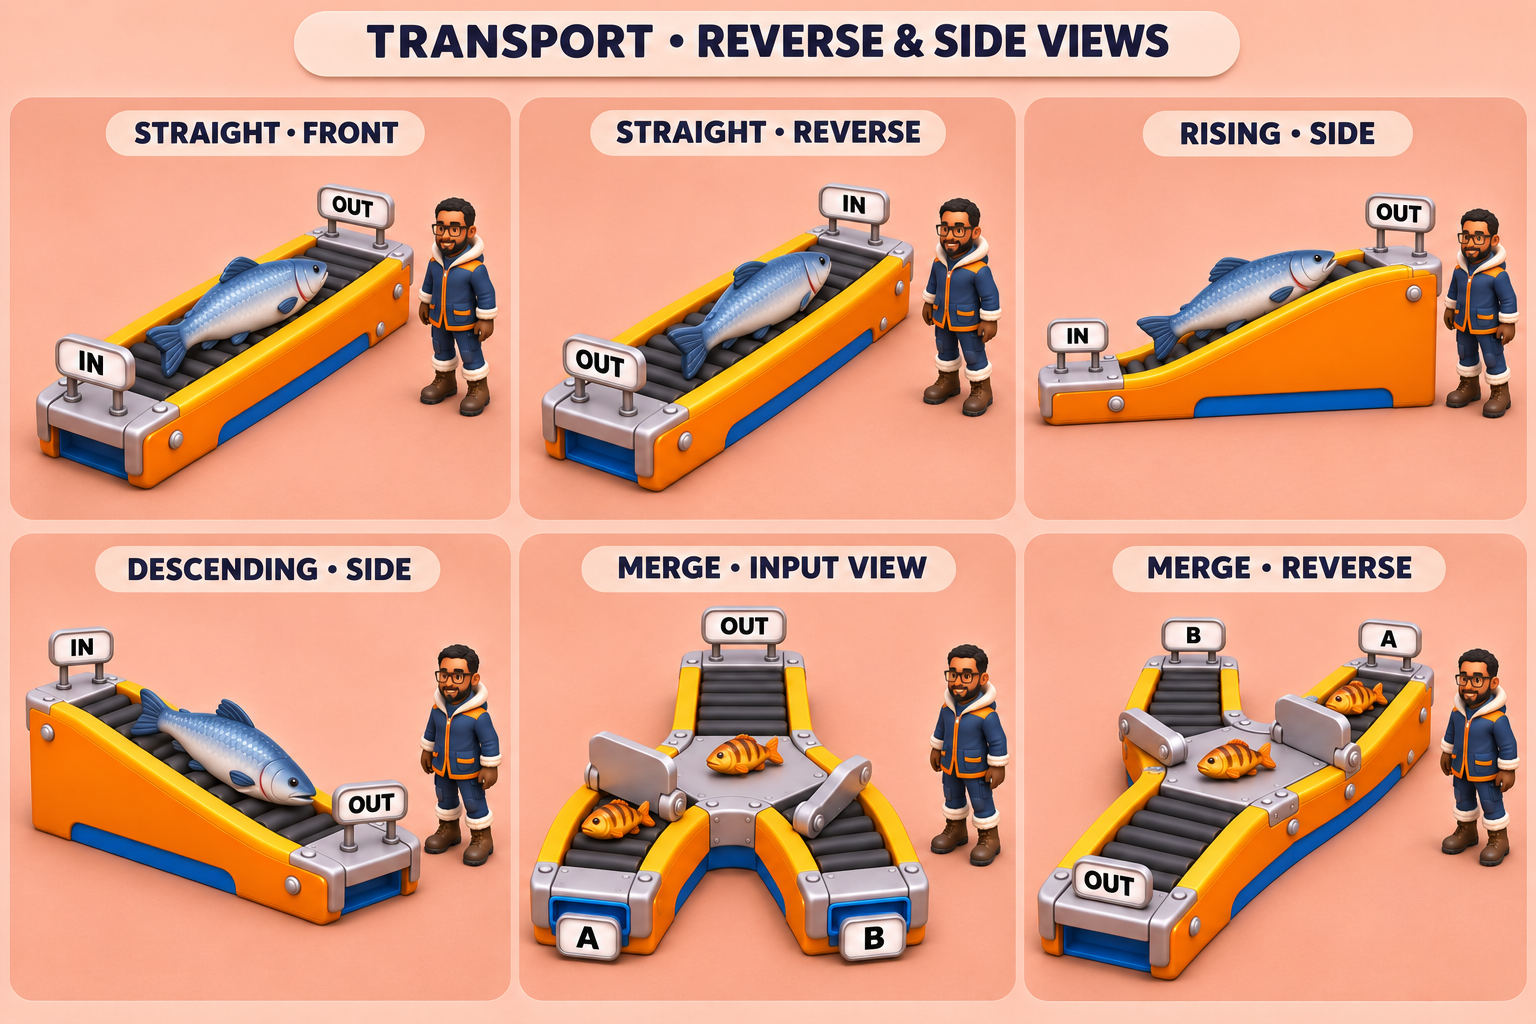 TRANSPORT • REVERSE & SIDE VIEWS
STRAIGHT • FRONT
OUT
IN
STRAIGHT • REVERSE
IN
OUT
RISING • SIDE
OUT
IN
DESCENDING • SIDE
IN
OUT
MERGE • INPUT VIEW
OUT
A
B
MERGE • REVERSE
B
A
OUT